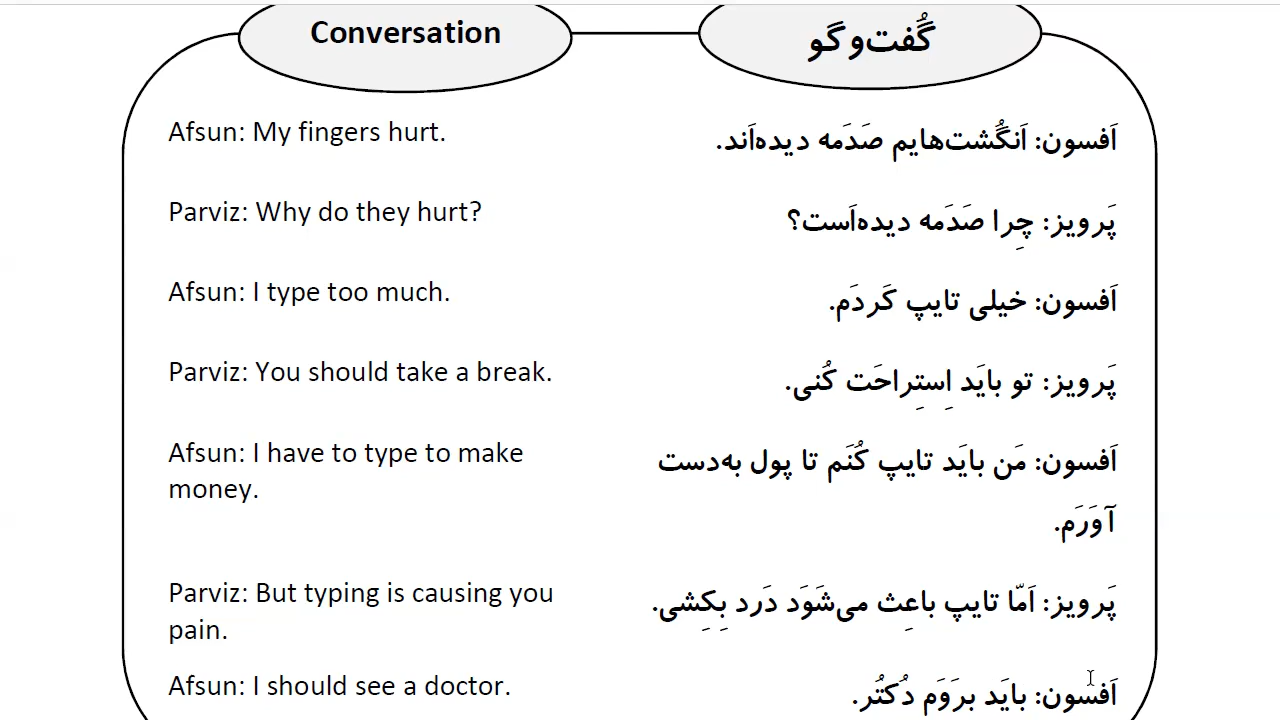 Conversation
گُفت‌وگو
Afsun: My fingers hurt.
اَفسون: اَنگُشت‌هایم صَدَمه دیده‌اَند.
Parviz: Why do they hurt?
پَرویز: چِرا صَدَمه دیده‌اَست؟
Afsun: I type too much.
اَفسون: خیلی تایپ کَردَم.
Parviz: You should take a break.
پَرویز: تو بایَد اِستِراحَت کُنی.
Afsun: I have to type to make
money.
اَفسون: مَن بایَد تایپ کُنَم تا پول به‌دست
آوَرَم.
Parviz: But typing is causing you
pain.
پَرویز: اَمّا تایپ باعِث می‌شَوَد دَرد بِکِشی.
Afsun: I should see a doctor.
اَفسون: بایَد برَوَم دُکتُر.